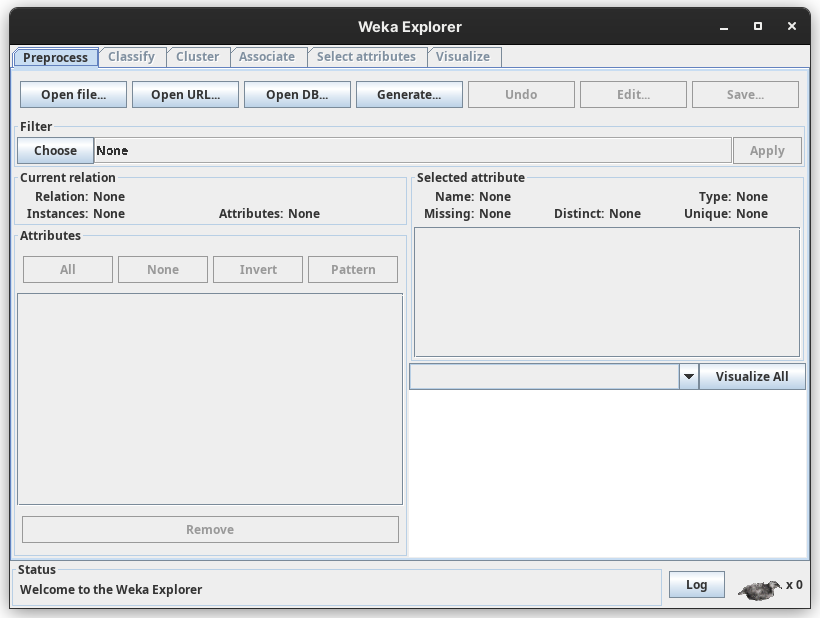 Weka Explorer
Preprocess Classify Cluster Associate Select attributes Visualize
Open file... Open URL... Open DB... Generate... Undo Edit... Save...
Filter
Choose None Apply
Current relation
Relation: None
Instances: None Attributes: None
Attributes
All None Invert Pattern
Remove
Selected attribute
Name: None Type: None
Missing: None Distinct: None Unique: None
Visualize All
Status
Welcome to the Weka Explorer
Log x 0